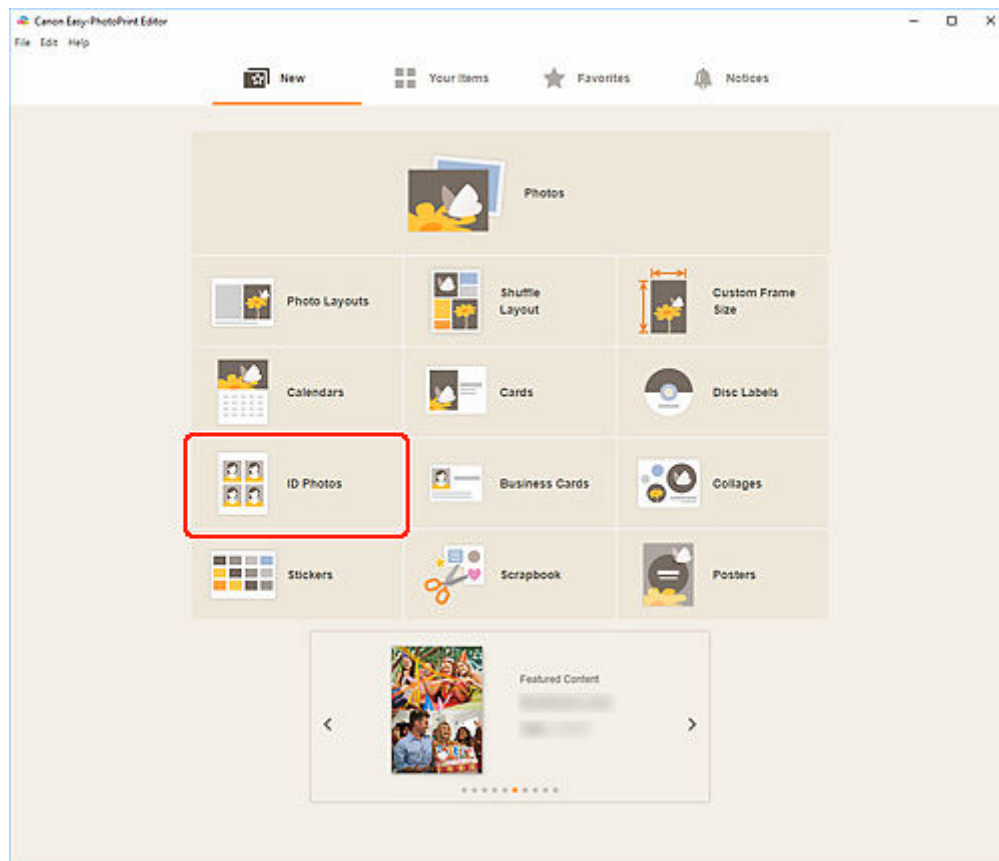 Canon Easy-PhotoPrint Editor
File Edit Help
New
Your Items
Favorites
Notices
Photos
Photo Layouts
Shuffle
Layout
Custom Frame
Size
Calendars
Cards
Disc Labels
ID Photos
Business Cards
Collages
Stickers
Scrapbook
Posters
Featured Content